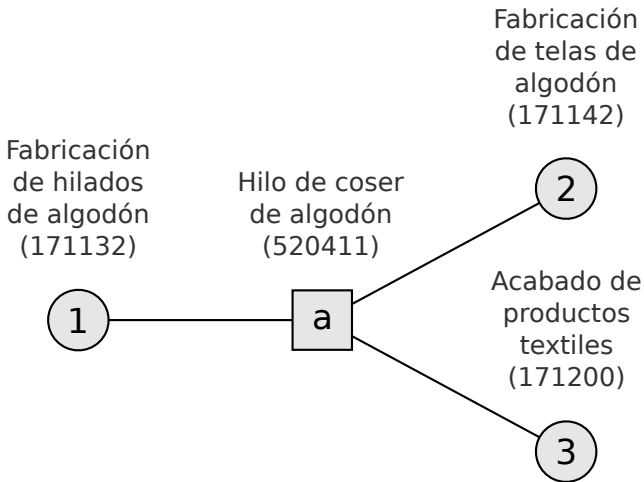 Fabricación
de telas de
algodón
(171142)
2
Fabricación
de hilados
de algodón
(171132)
1
Hilo de coser
de algodón
(520411)
a
Acabado de
productos
textiles
(171200)
3